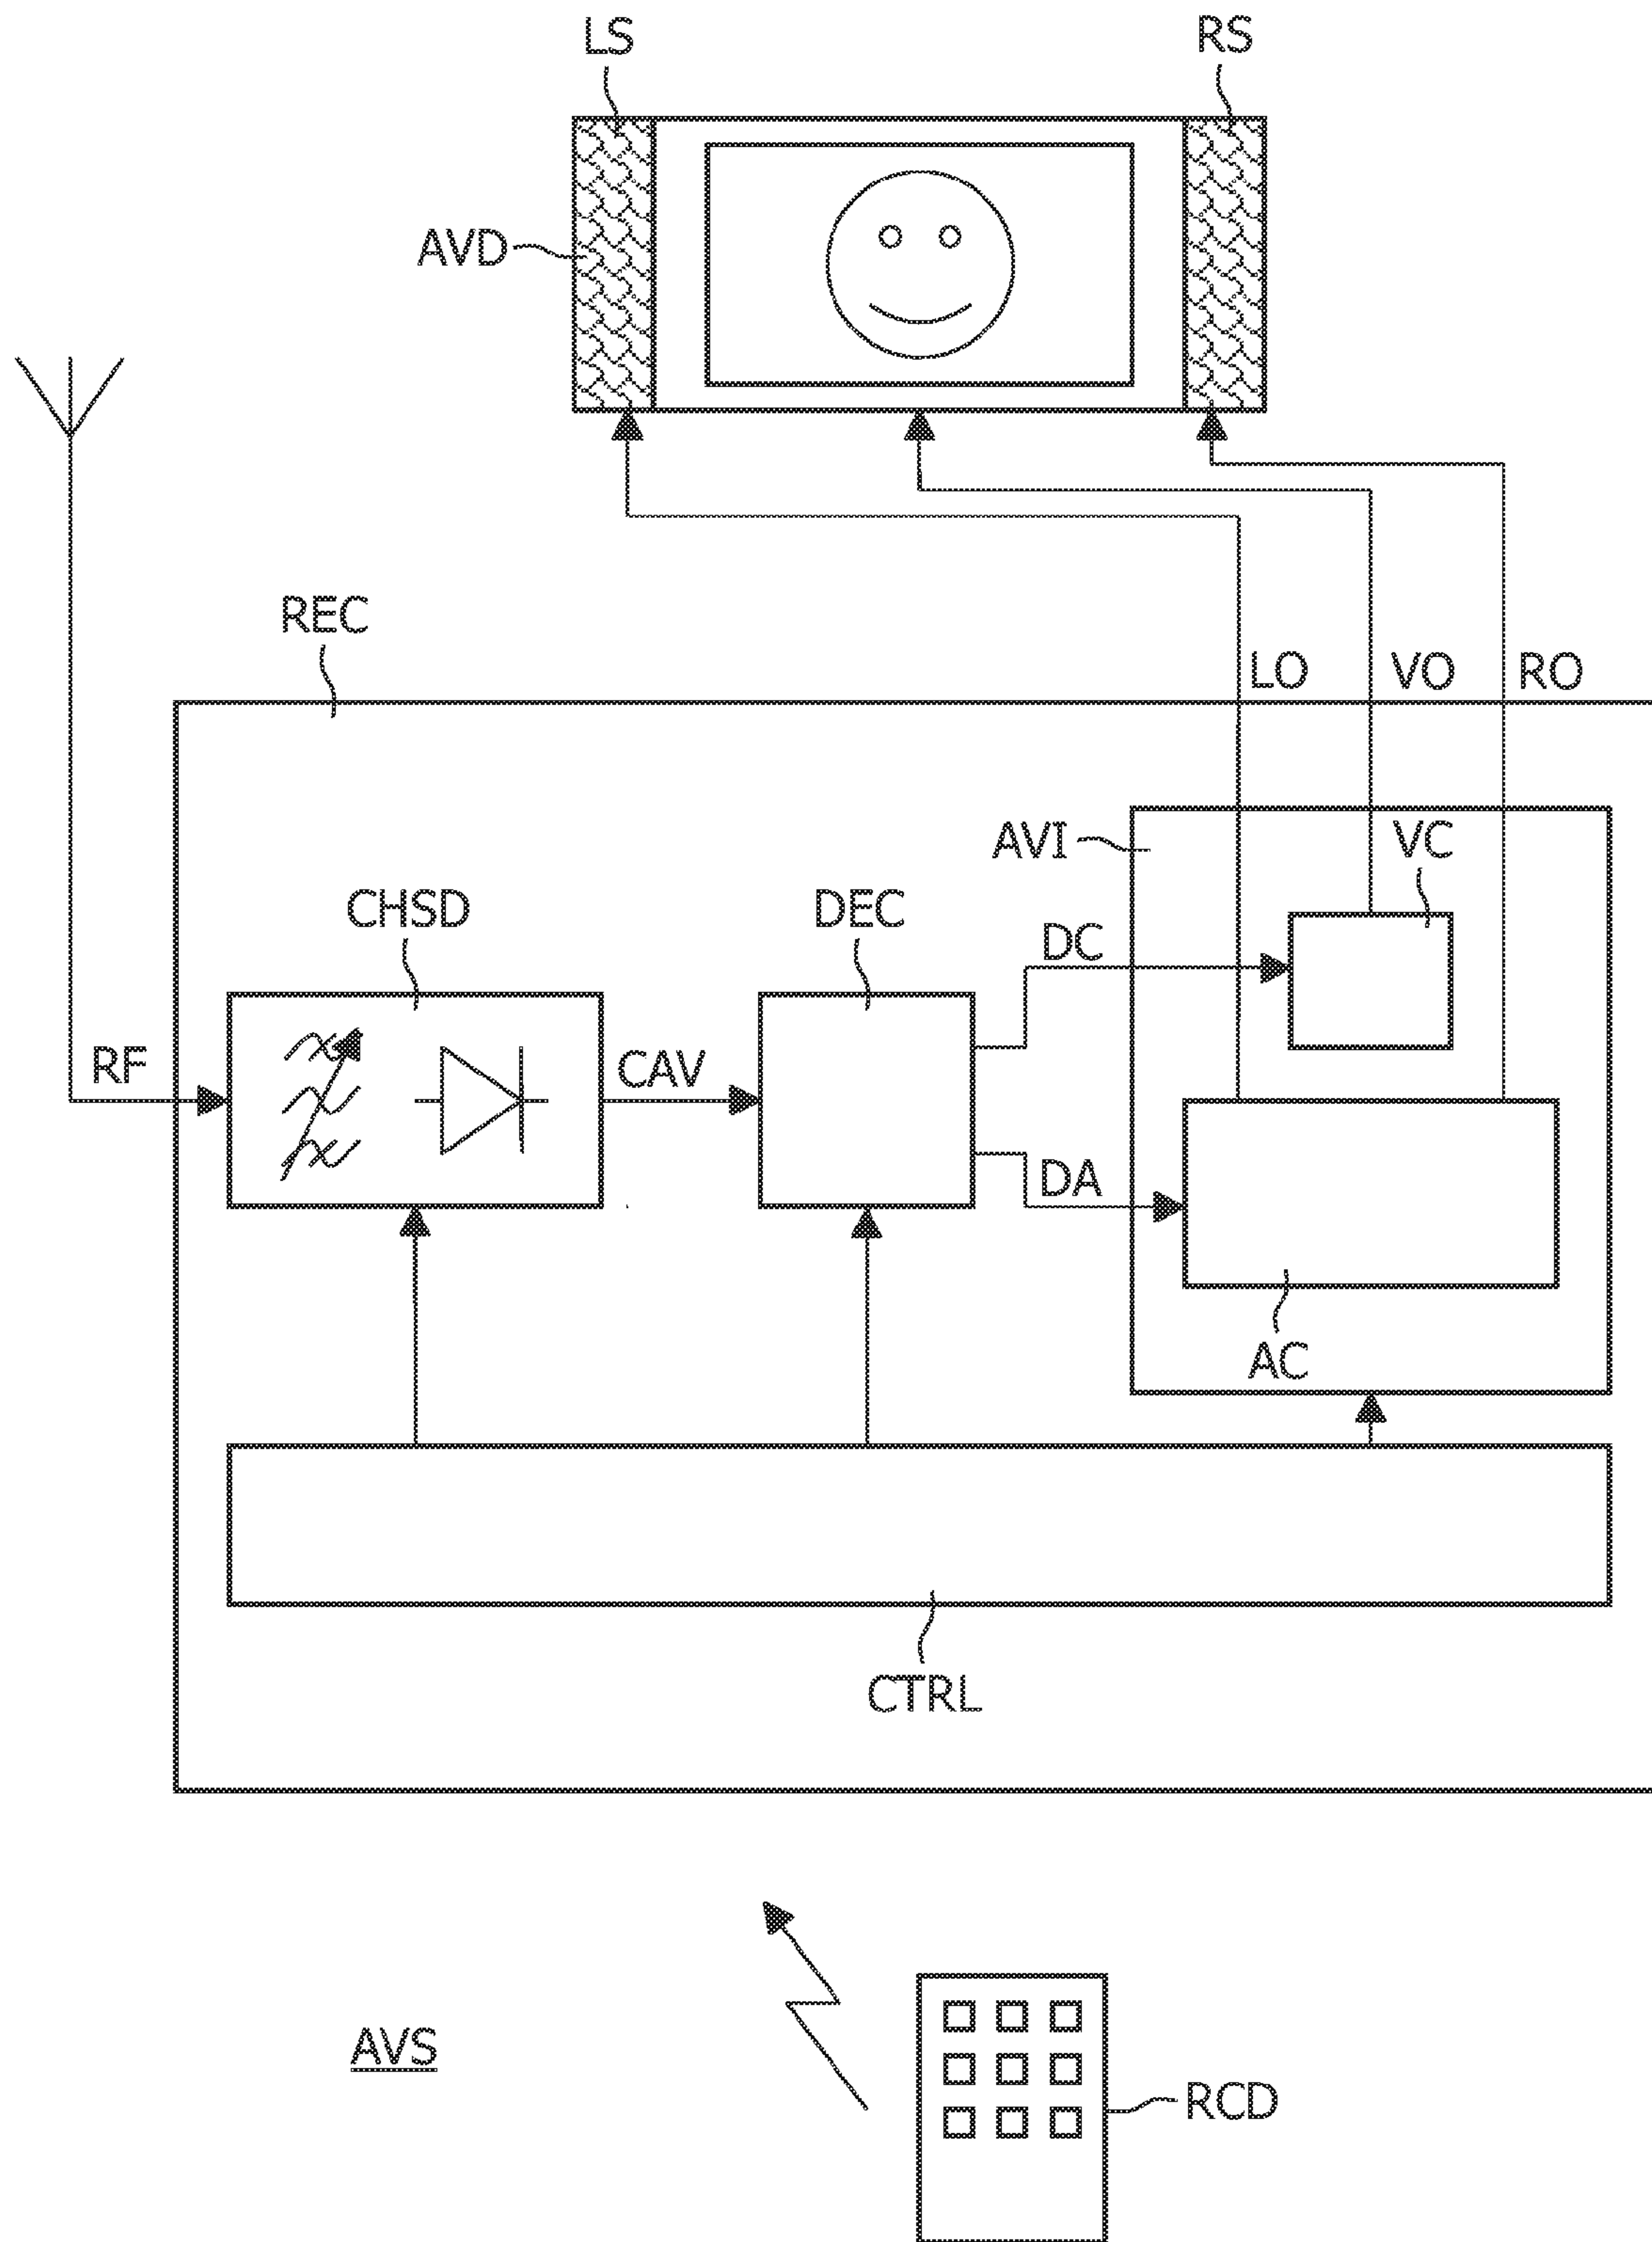 LS
RS
AVD
REC
LO
VO
RO
AVI
VC
CHSD
DEC
DC
RF
CAV
DA
AC
CTRL
AVS
RCD